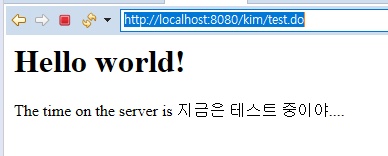 http://localhost:8080/kim/test.do
Hello world!
The time on the server is 지금은 테스트 중이야....